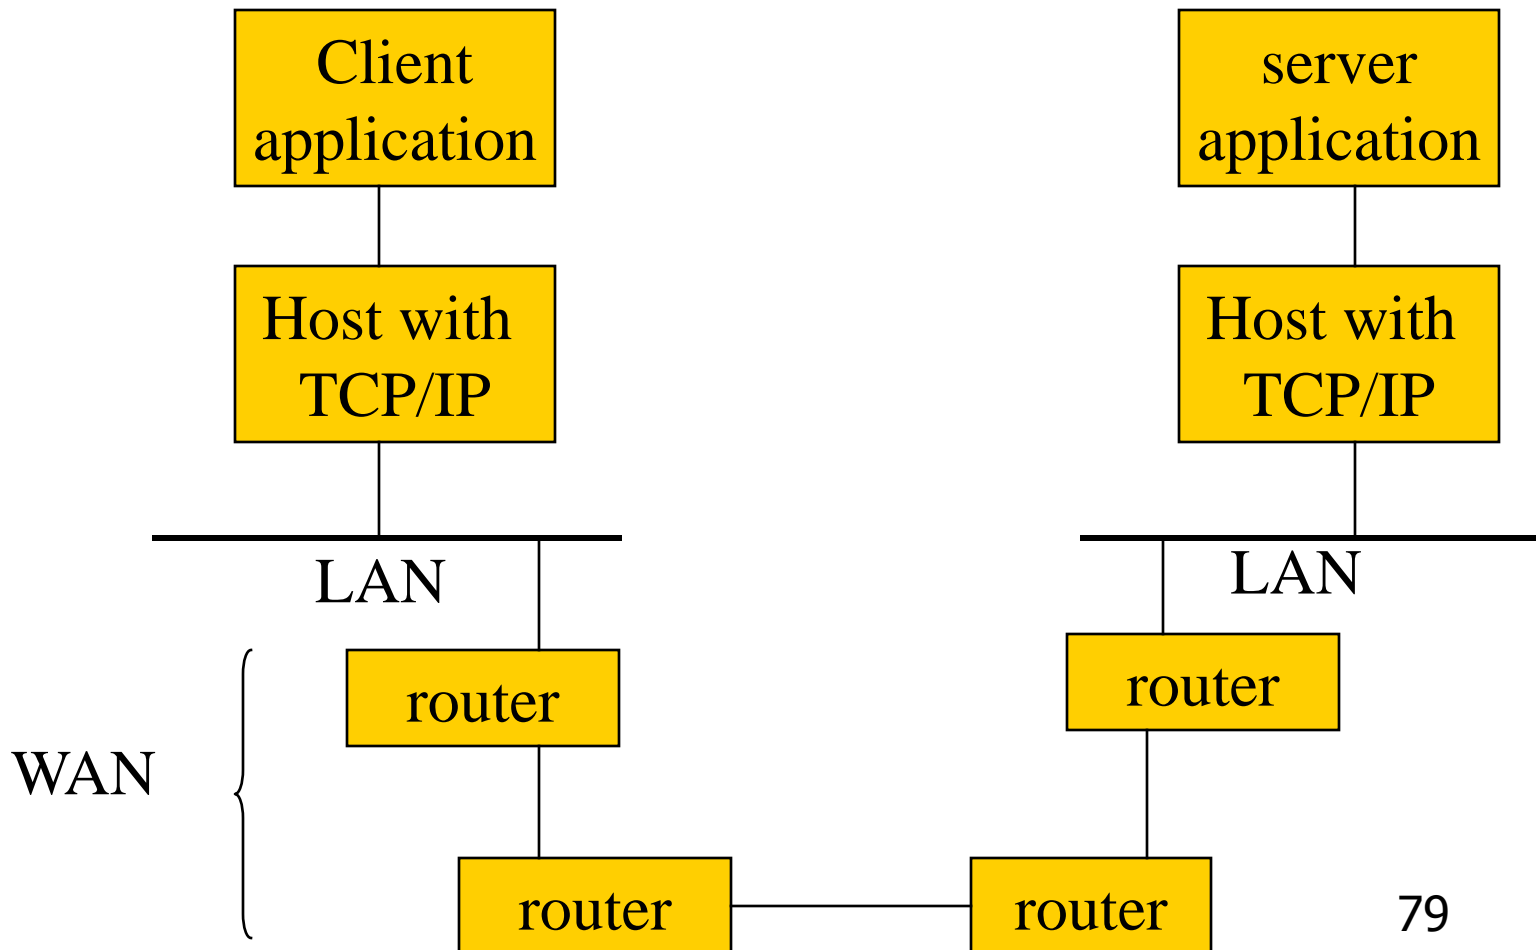 Client
application
server
application
Host with
TCP/IP
Host with
TCP/IP
LAN
LAN
router
router
WAN
router
router
79